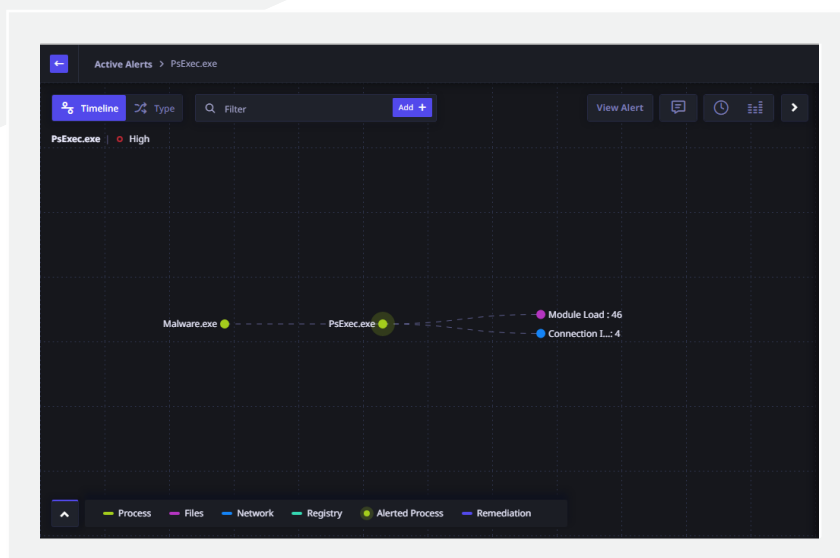 Active Alerts > PsExec.exe
Timeline Type Filter Add + View Alert
PsExec.exe | High
Module Load : 46
Malware.exe PsExec.exe
Connection I...: 4
Process Files Network Registry Alerted Process Remediation